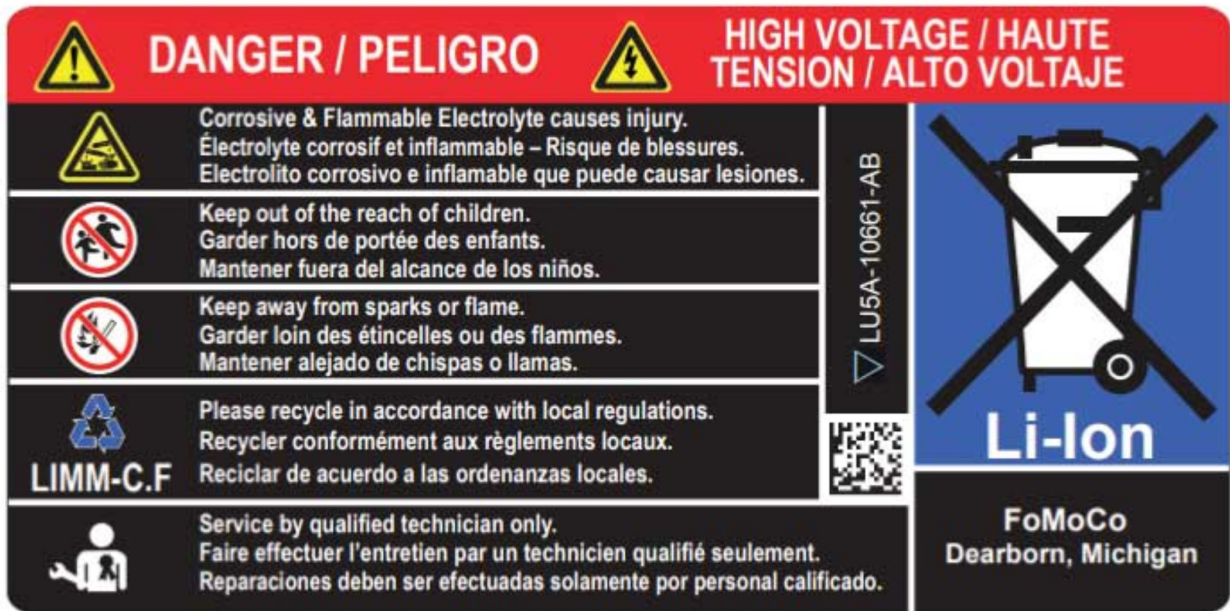 DANGER / PELIGRO
HIGH VOLTAGE / HAUTE
TENSION / ALTO VOLTAJE
Corrosive & Flammable Electrolyte causes injury.
Électrolyte corrosif et inflammable – Risque de blessures.
Electrolito corrosivo e inflamable que puede causar lesiones.
Keep out of the reach of children.
Garder hors de portée des enfants.
Mantener fuera del alcance de los niños.
Keep away from sparks or flame.
Garder loin des étincelles ou des flammes.
Mantener alejado de chispas o llamas.
LIMM-C.F
Please recycle in accordance with local regulations.
Recycler conformément aux règlements locaux.
Reciclar de acuerdo a las ordenanzas locales.
Service by qualified technician only.
Faire effectuer l'entretien par un technicien qualifié seulement.
Reparaciones deben ser efectuadas solamente por personal calificado.
LU5A-10661-AB
Li-Ion
FoMoCo
Dearborn, Michigan